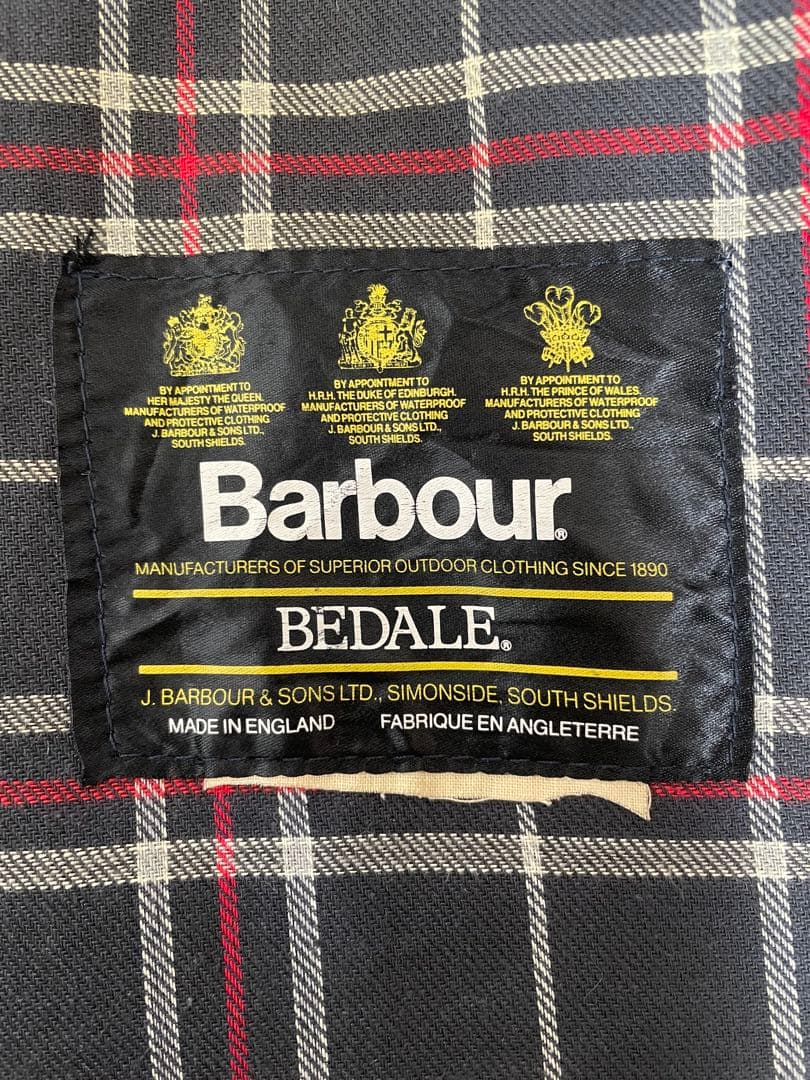 BY APPOINTMENT TO
HER MAJESTY THE QUEEN.
MANUFACTURERS OF WATERPROOF
AND PROTECTIVE CLOTHING
J. BARBOUR & SONS LTD.,
SOUTH SHIELDS.
BY APPOINTMENT TO
H.R.H. THE DUKE OF EDINBURGH.
MANUFACTURERS OF WATERPROOF
AND PROTECTIVE CLOTHING
J. BARBOUR & SONS LTD.,
SOUTH SHIELDS.
BY APPOINTMENT TO
H.R.H. THE PRINCE OF WALES.
MANUFACTURERS OF WATERPROOF
AND PROTECTIVE CLOTHING
J. BARBOUR & SONS LTD.,
SOUTH SHIELDS.
Barbour®
MANUFACTURERS OF SUPERIOR OUTDOOR CLOTHING SINCE 1890
BEDALE®
J. BARBOUR & SONS LTD., SIMONSIDE, SOUTH SHIELDS.
MADE IN ENGLAND FABRIQUE EN ANGLETERRE